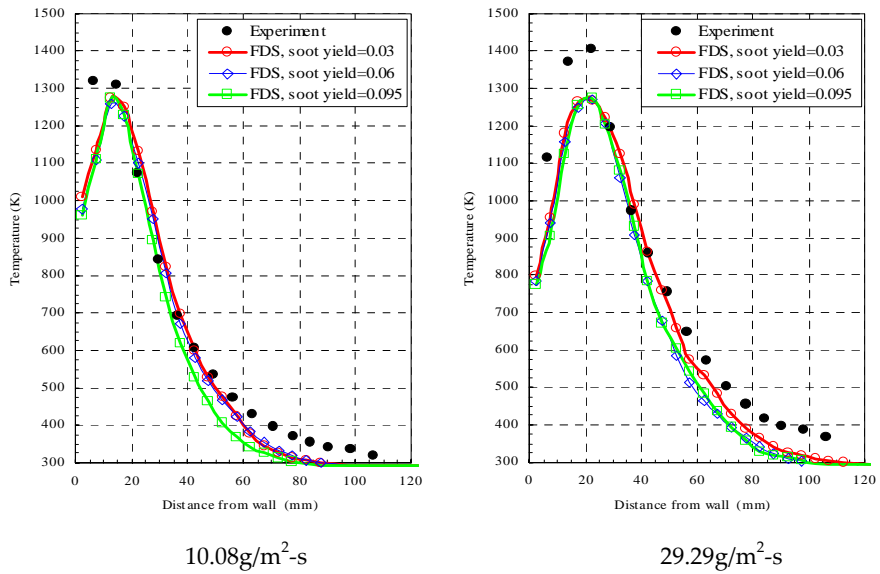 1500
1400
1300
1200
1100
1000
900
800
700
600
500
400
300
Temperature (K)
0 20 40 60 80 100 120
Distance from wall (mm)
Experiment
FDS, soot yield=0.03
FDS, soot yield=0.06
FDS, soot yield=0.095
10.08g/m²-s
1500
1400
1300
1200
1100
1000
900
800
700
600
500
400
300
Temperature (K)
0 20 40 60 80 100 120
Distance from wall (mm)
Experiment
FDS, soot yield=0.03
FDS, soot yield=0.06
FDS, soot yield=0.095
29.29g/m²-s